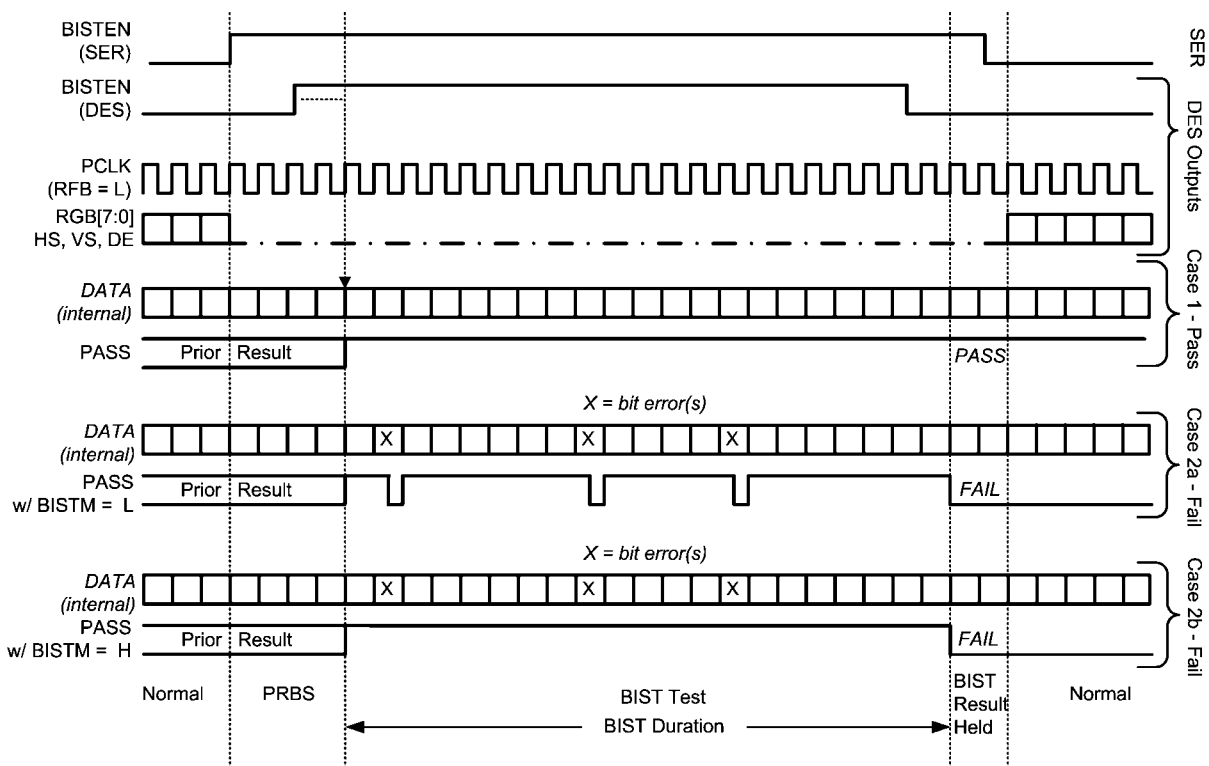 BISTEN
(SER)
BISTEN
(DES)
PCLK
(RFB = L)
RGB[7:0]
HS, VS, DE
DATA
(internal)
PASS
Prior Result
PASS
X = bit error(s)
DATA
(internal)
X X X
PASS
w/ BISTM = L
Prior Result
FAIL
X = bit error(s)
DATA
(internal)
X X X
PASS
w/ BISTM = H
Prior Result
FAIL
Normal
PRBS
BIST Test
BIST Duration
BIST
Result
Held
Normal
SER
DES Outputs
Case 1 - Pass
Case 2a - Fail
Case 2b - Fail